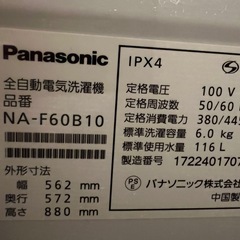 Panasonic
全自動電気洗濯機
品番
NA-F60B10
外形寸法
幅 562 mm
奥行 572 mm
高さ 880 mm
IPX4
定格電圧 100 V
定格周波数 50/60
定格消費電力 380/445
標準洗濯容量 6.0 k
標準使用水量 116 L
製造番号 1722401707
PS E
パナソニック株式会
中国製